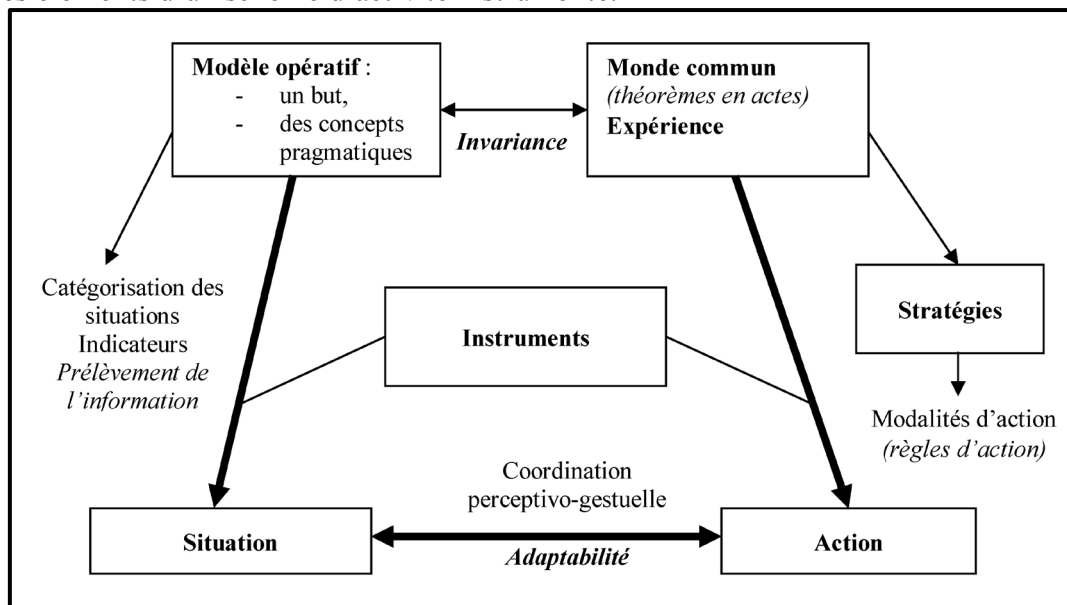 Modèle opératif :
- un but,
- des concepts
pragmatiques
Invariance
Monde commun
(théorèmes en actes)
Expérience
Catégorisation des
situations
Indicateurs
Prélèvement de
l’information
Instruments
Stratégies
Modalités d’action
(règles d’action)
Coordination
perceptivo-gestuelle
Situation
Adaptabilité
Action